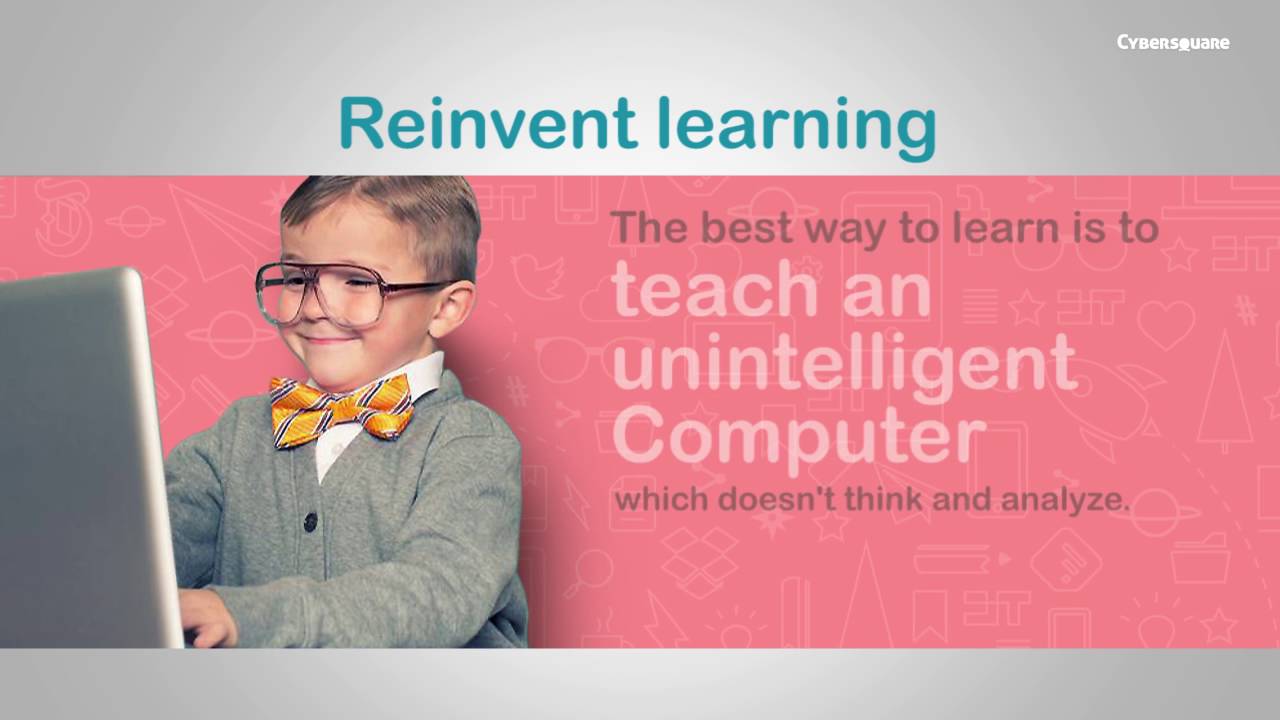 Cybersquare
Reinvent learning
The best way to learn is to
teach an
unintelligent
Computer
which doesn't think and analyze.